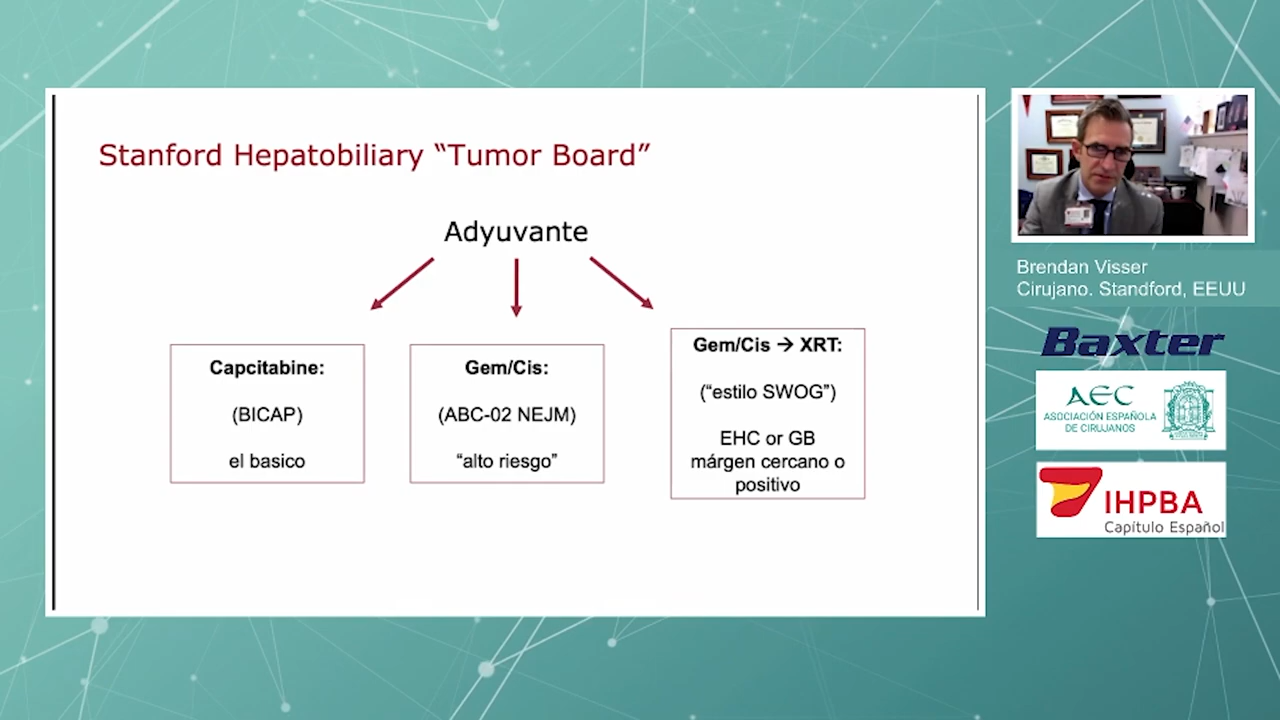 Stanford Hepatobiliary “Tumor Board”
Adyuvante
Capcitabine:
(BICAP)
el basico
Gem/Cis:
(ABC-02 NEJM)
“alto riesgo”
Gem/Cis → XRT:
(“estilo SWOG”)
EHC or GB
márgen cercano o
positivo
Brendan Visser
Cirujano. Standford, EEUU
Baxter
AEC
ASOCIACIÓN ESPAÑOLA
DE CIRUJANOS
IHPBA
Capítulo Español